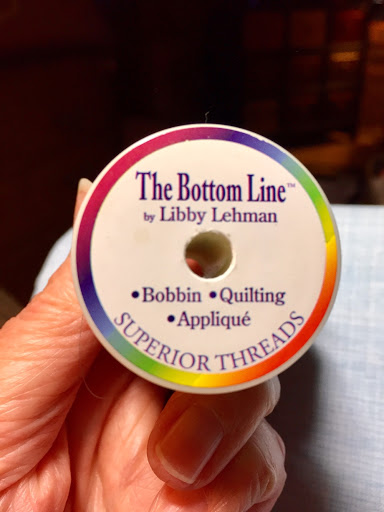 The Bottom Line™
by Libby Lehman
•Bobbin •Quilting
•Appliqué
SUPERIOR THREADS